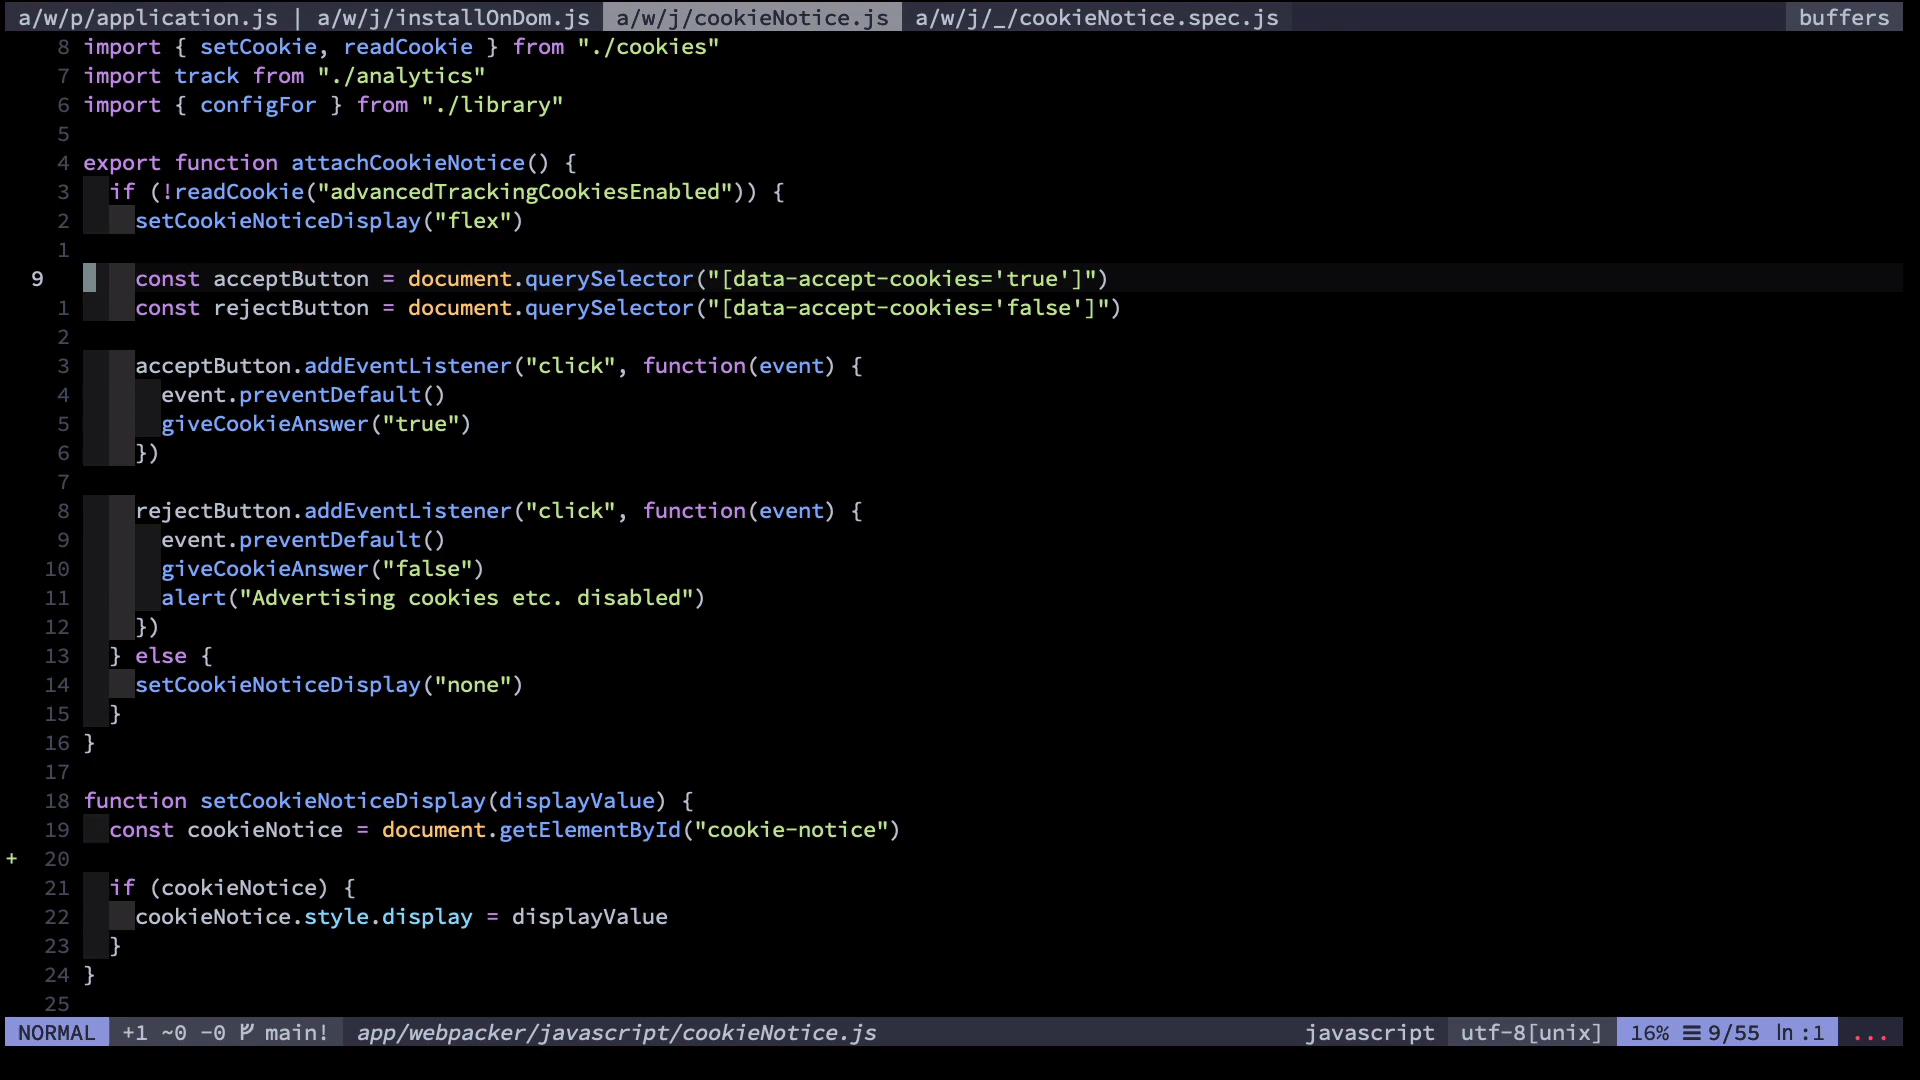 a/w/p/application.js | a/w/j/installOnDom.js a/w/j/cookieNotice.js a/w/j/_/cookieNotice.spec.js buffers
8 import { setCookie, readCookie } from "./cookies"
7 import track from "./analytics"
6 import { configFor } from "./library"
5
4 export function attachCookieNotice() {
3   if (!readCookie("advancedTrackingCookiesEnabled")) {
2     setCookieNoticeDisplay("flex")
1
9     const acceptButton = document.querySelector("[data-accept-cookies='true']")
1     const rejectButton = document.querySelector("[data-accept-cookies='false']")
2
3     acceptButton.addEventListener("click", function(event) {
4       event.preventDefault()
5       giveCookieAnswer("true")
6     })
7
8     rejectButton.addEventListener("click", function(event) {
9       event.preventDefault()
10       giveCookieAnswer("false")
11       alert("Advertising cookies etc. disabled")
12     })
13   } else {
14     setCookieNoticeDisplay("none")
15   }
16 }
17
18 function setCookieNoticeDisplay(displayValue) {
19   const cookieNotice = document.getElementById("cookie-notice")
+ 20
21   if (cookieNotice) {
22     cookieNotice.style.display = displayValue
23   }
24 }
25
NORMAL +1 ~0 -0 main! app/webpacker/javascript/cookieNotice.js javascript utf-8[unix] 16% ☰ 9/55 ln :1 ...